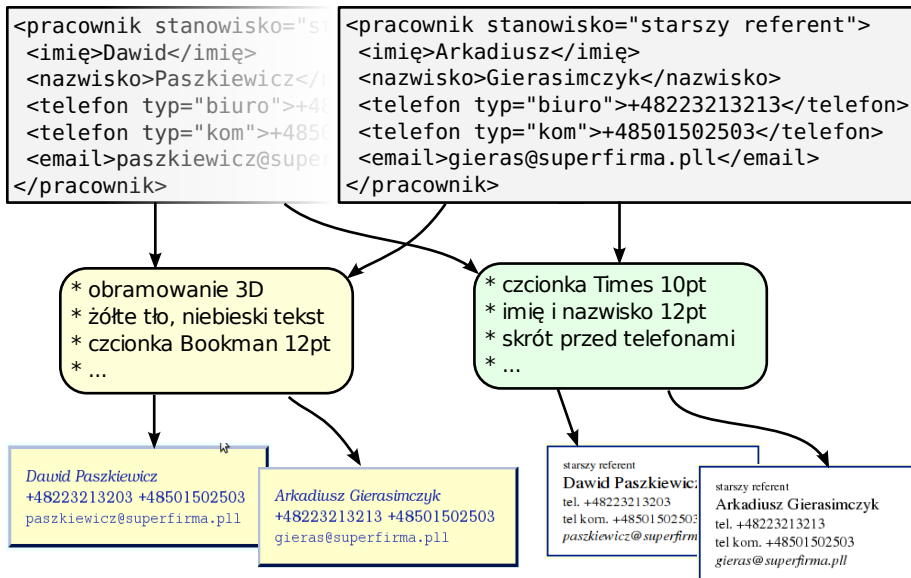 <pracownik stanowisko="st
<imię>Dawid</imię>
<nazwisko>Paszkiewicz</n
<telefon typ="biuro">+48
<telefon typ="kom">+4850
<email>paszkiewicz@super
</pracownik>
<pracownik stanowisko="starszy referent">
<imię>Arkadiusz</imię>
<nazwisko>Gierasimczyk</nazwisko>
<telefon typ="biuro">+48223213213</telefon>
<telefon typ="kom">+48501502503</telefon>
<email>gieras@superfirma.pll</email>
</pracownik>
* obramowanie 3D
* żółte tło, niebieski tekst
* czcionka Bookman 12pt
* ...
* czcionka Times 10pt
* imię i nazwisko 12pt
* skrót przed telefonami
* ...
Dawid Paszkiewicz
+48223213203 +48501502503
paszkiewicz@superfirma.pll
Arkadiusz Gierasimczyk
+48223213213 +48501502503
gieras@superfirma.pll
starszy referent
Dawid Paszkiewicz
tel. +48223213203
tel kom. +48501502503
paszkiewicz@superfirm
starszy referent
Arkadiusz Gierasimczyk
tel. +48223213213
tel kom. +48501502503
gieras@superfirma.pll